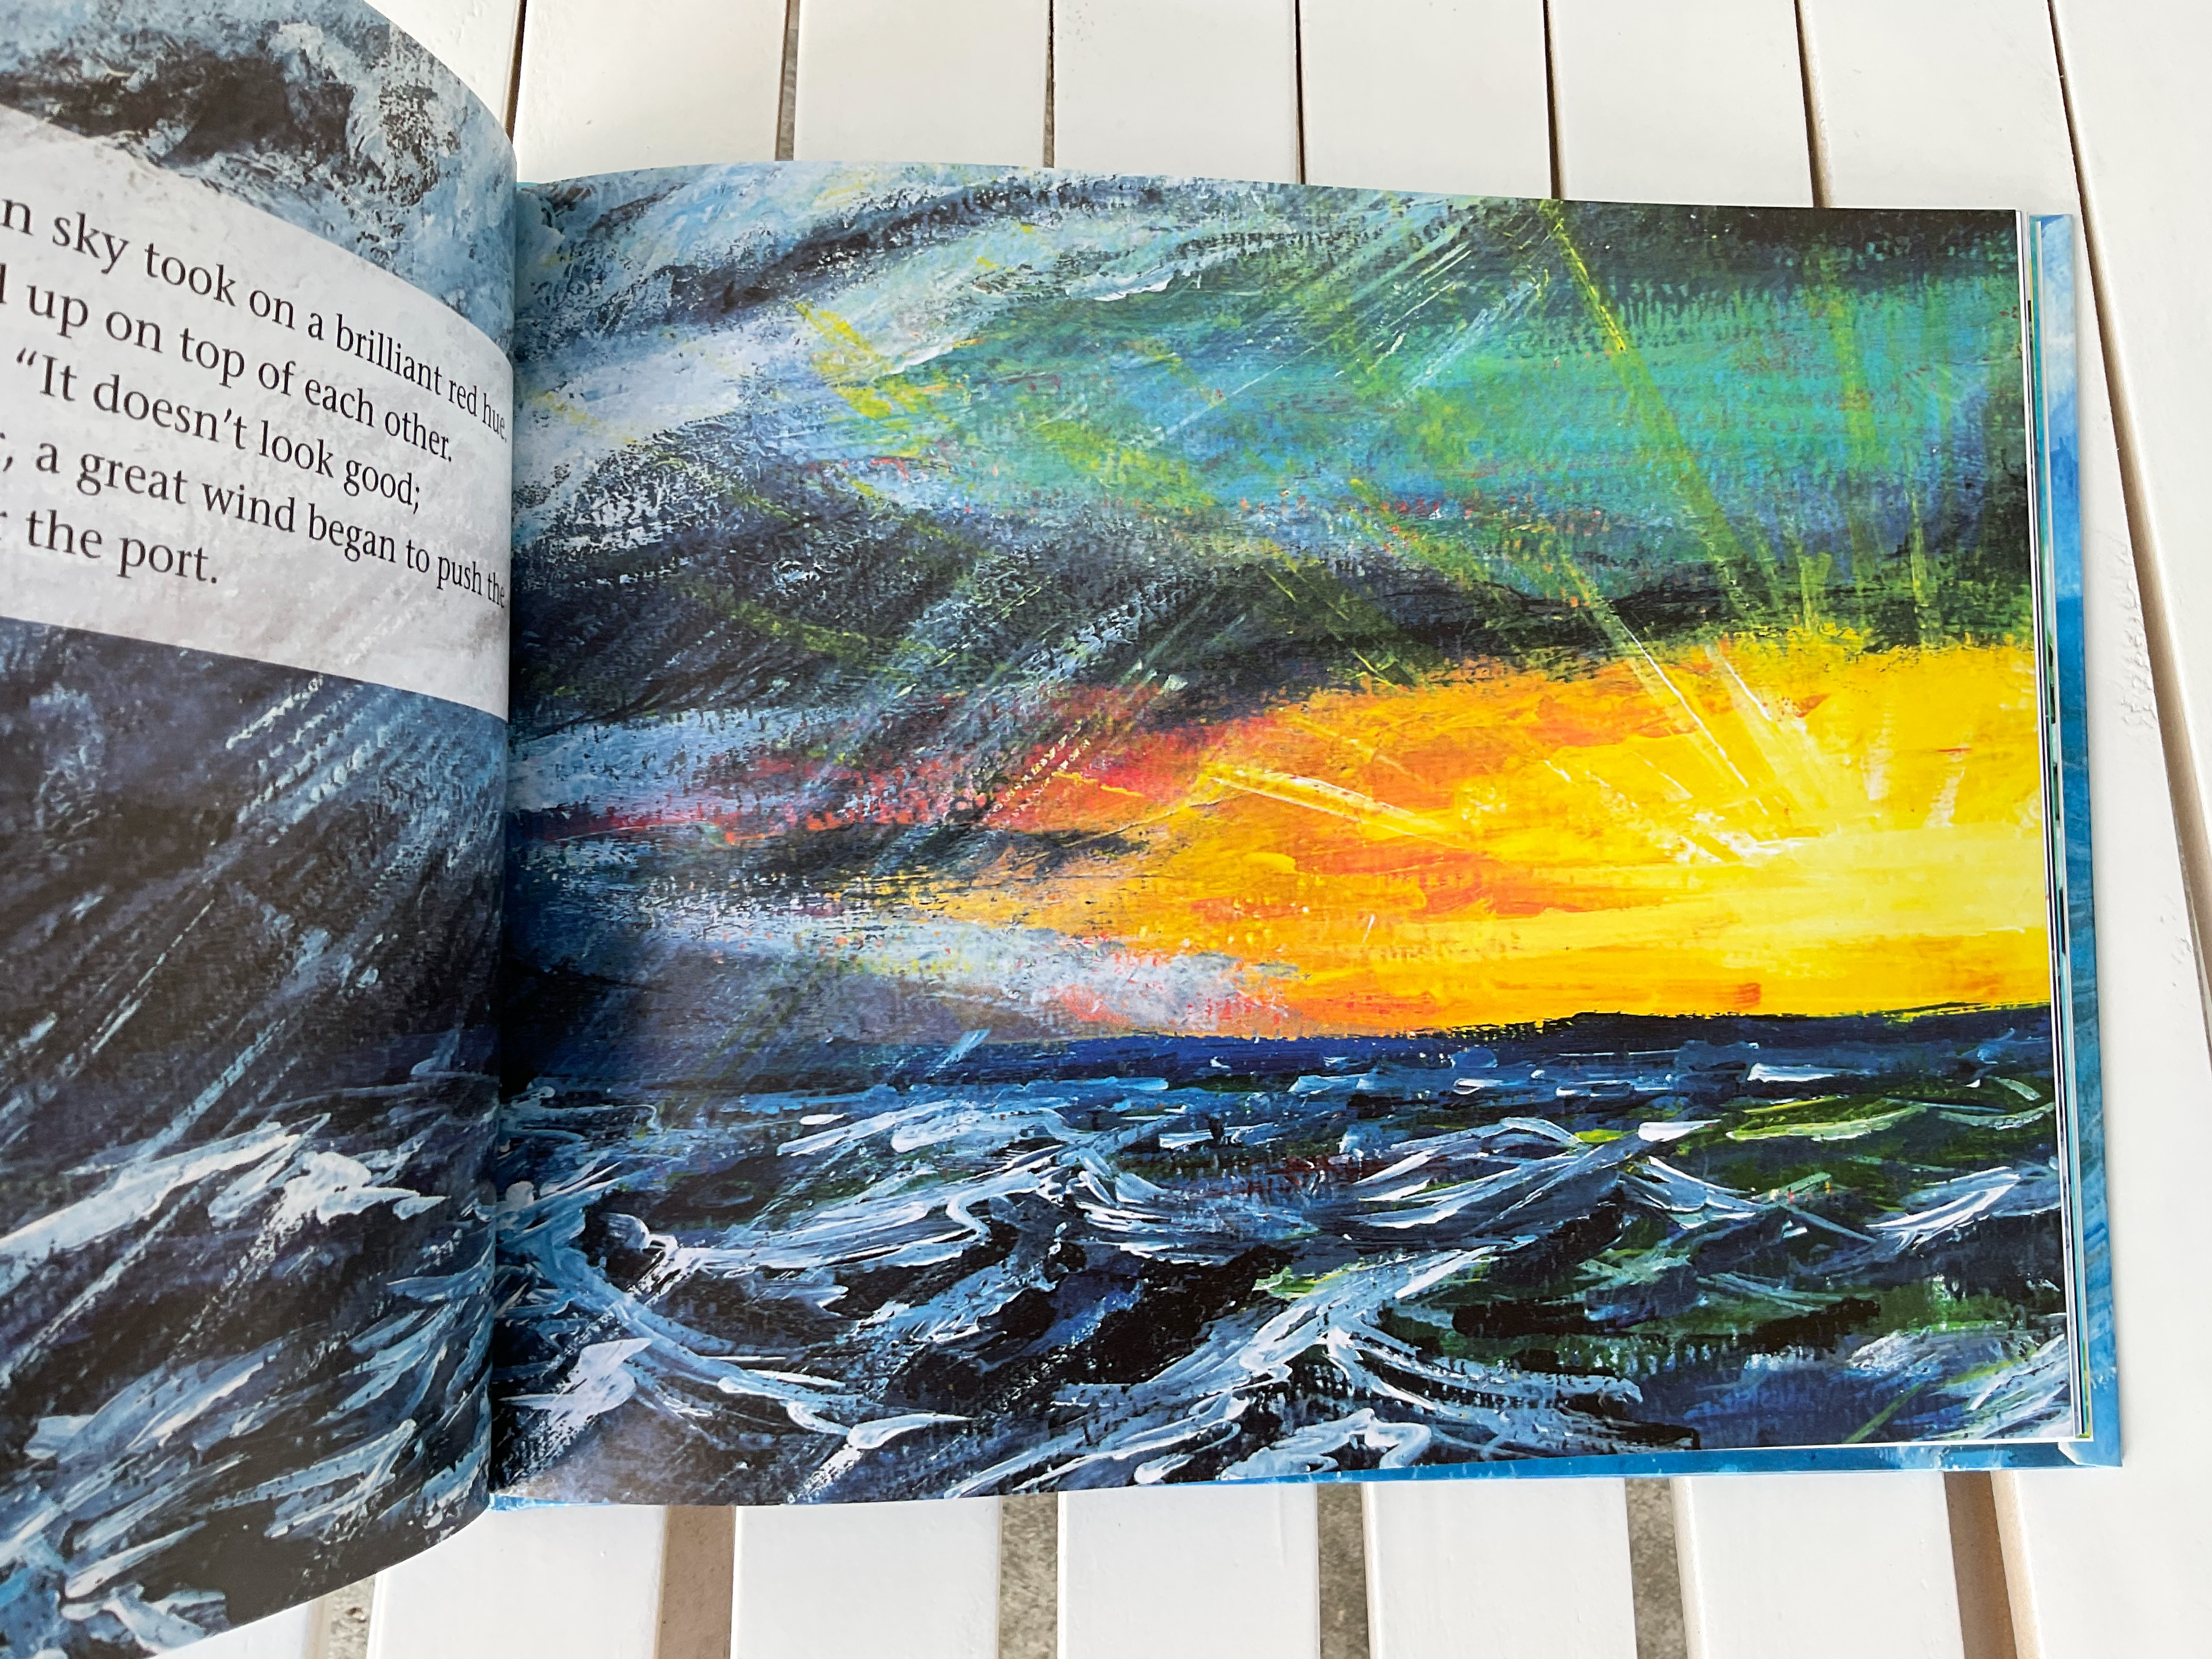 n sky took on a brilliant red hue.
up on top of each other.
“It doesn’t look good;
, a great wind began to push the
the port.